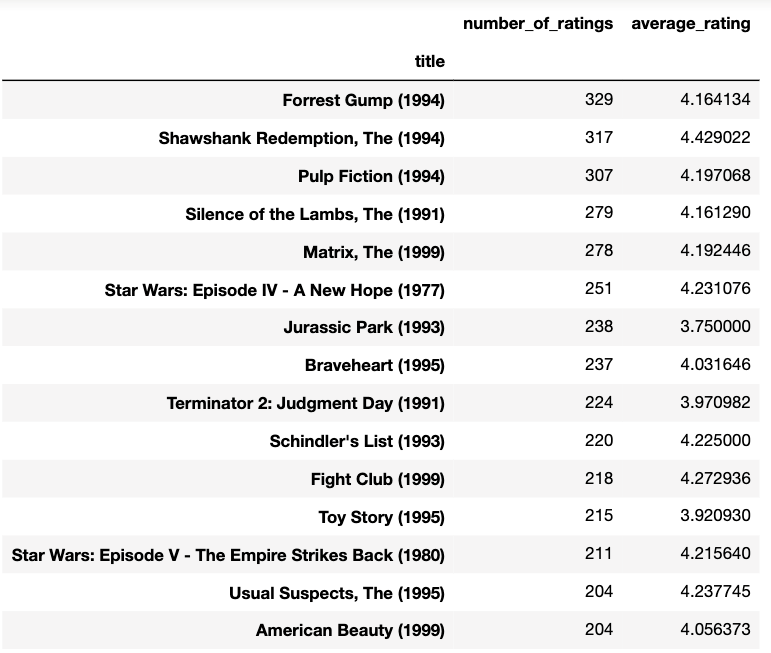 number_of_ratings average_rating
title
Forrest Gump (1994) 329 4.164134
Shawshank Redemption, The (1994) 317 4.429022
Pulp Fiction (1994) 307 4.197068
Silence of the Lambs, The (1991) 279 4.161290
Matrix, The (1999) 278 4.192446
Star Wars: Episode IV - A New Hope (1977) 251 4.231076
Jurassic Park (1993) 238 3.750000
Braveheart (1995) 237 4.031646
Terminator 2: Judgment Day (1991) 224 3.970982
Schindler's List (1993) 220 4.225000
Fight Club (1999) 218 4.272936
Toy Story (1995) 215 3.920930
Star Wars: Episode V - The Empire Strikes Back (1980) 211 4.215640
Usual Suspects, The (1995) 204 4.237745
American Beauty (1999) 204 4.056373